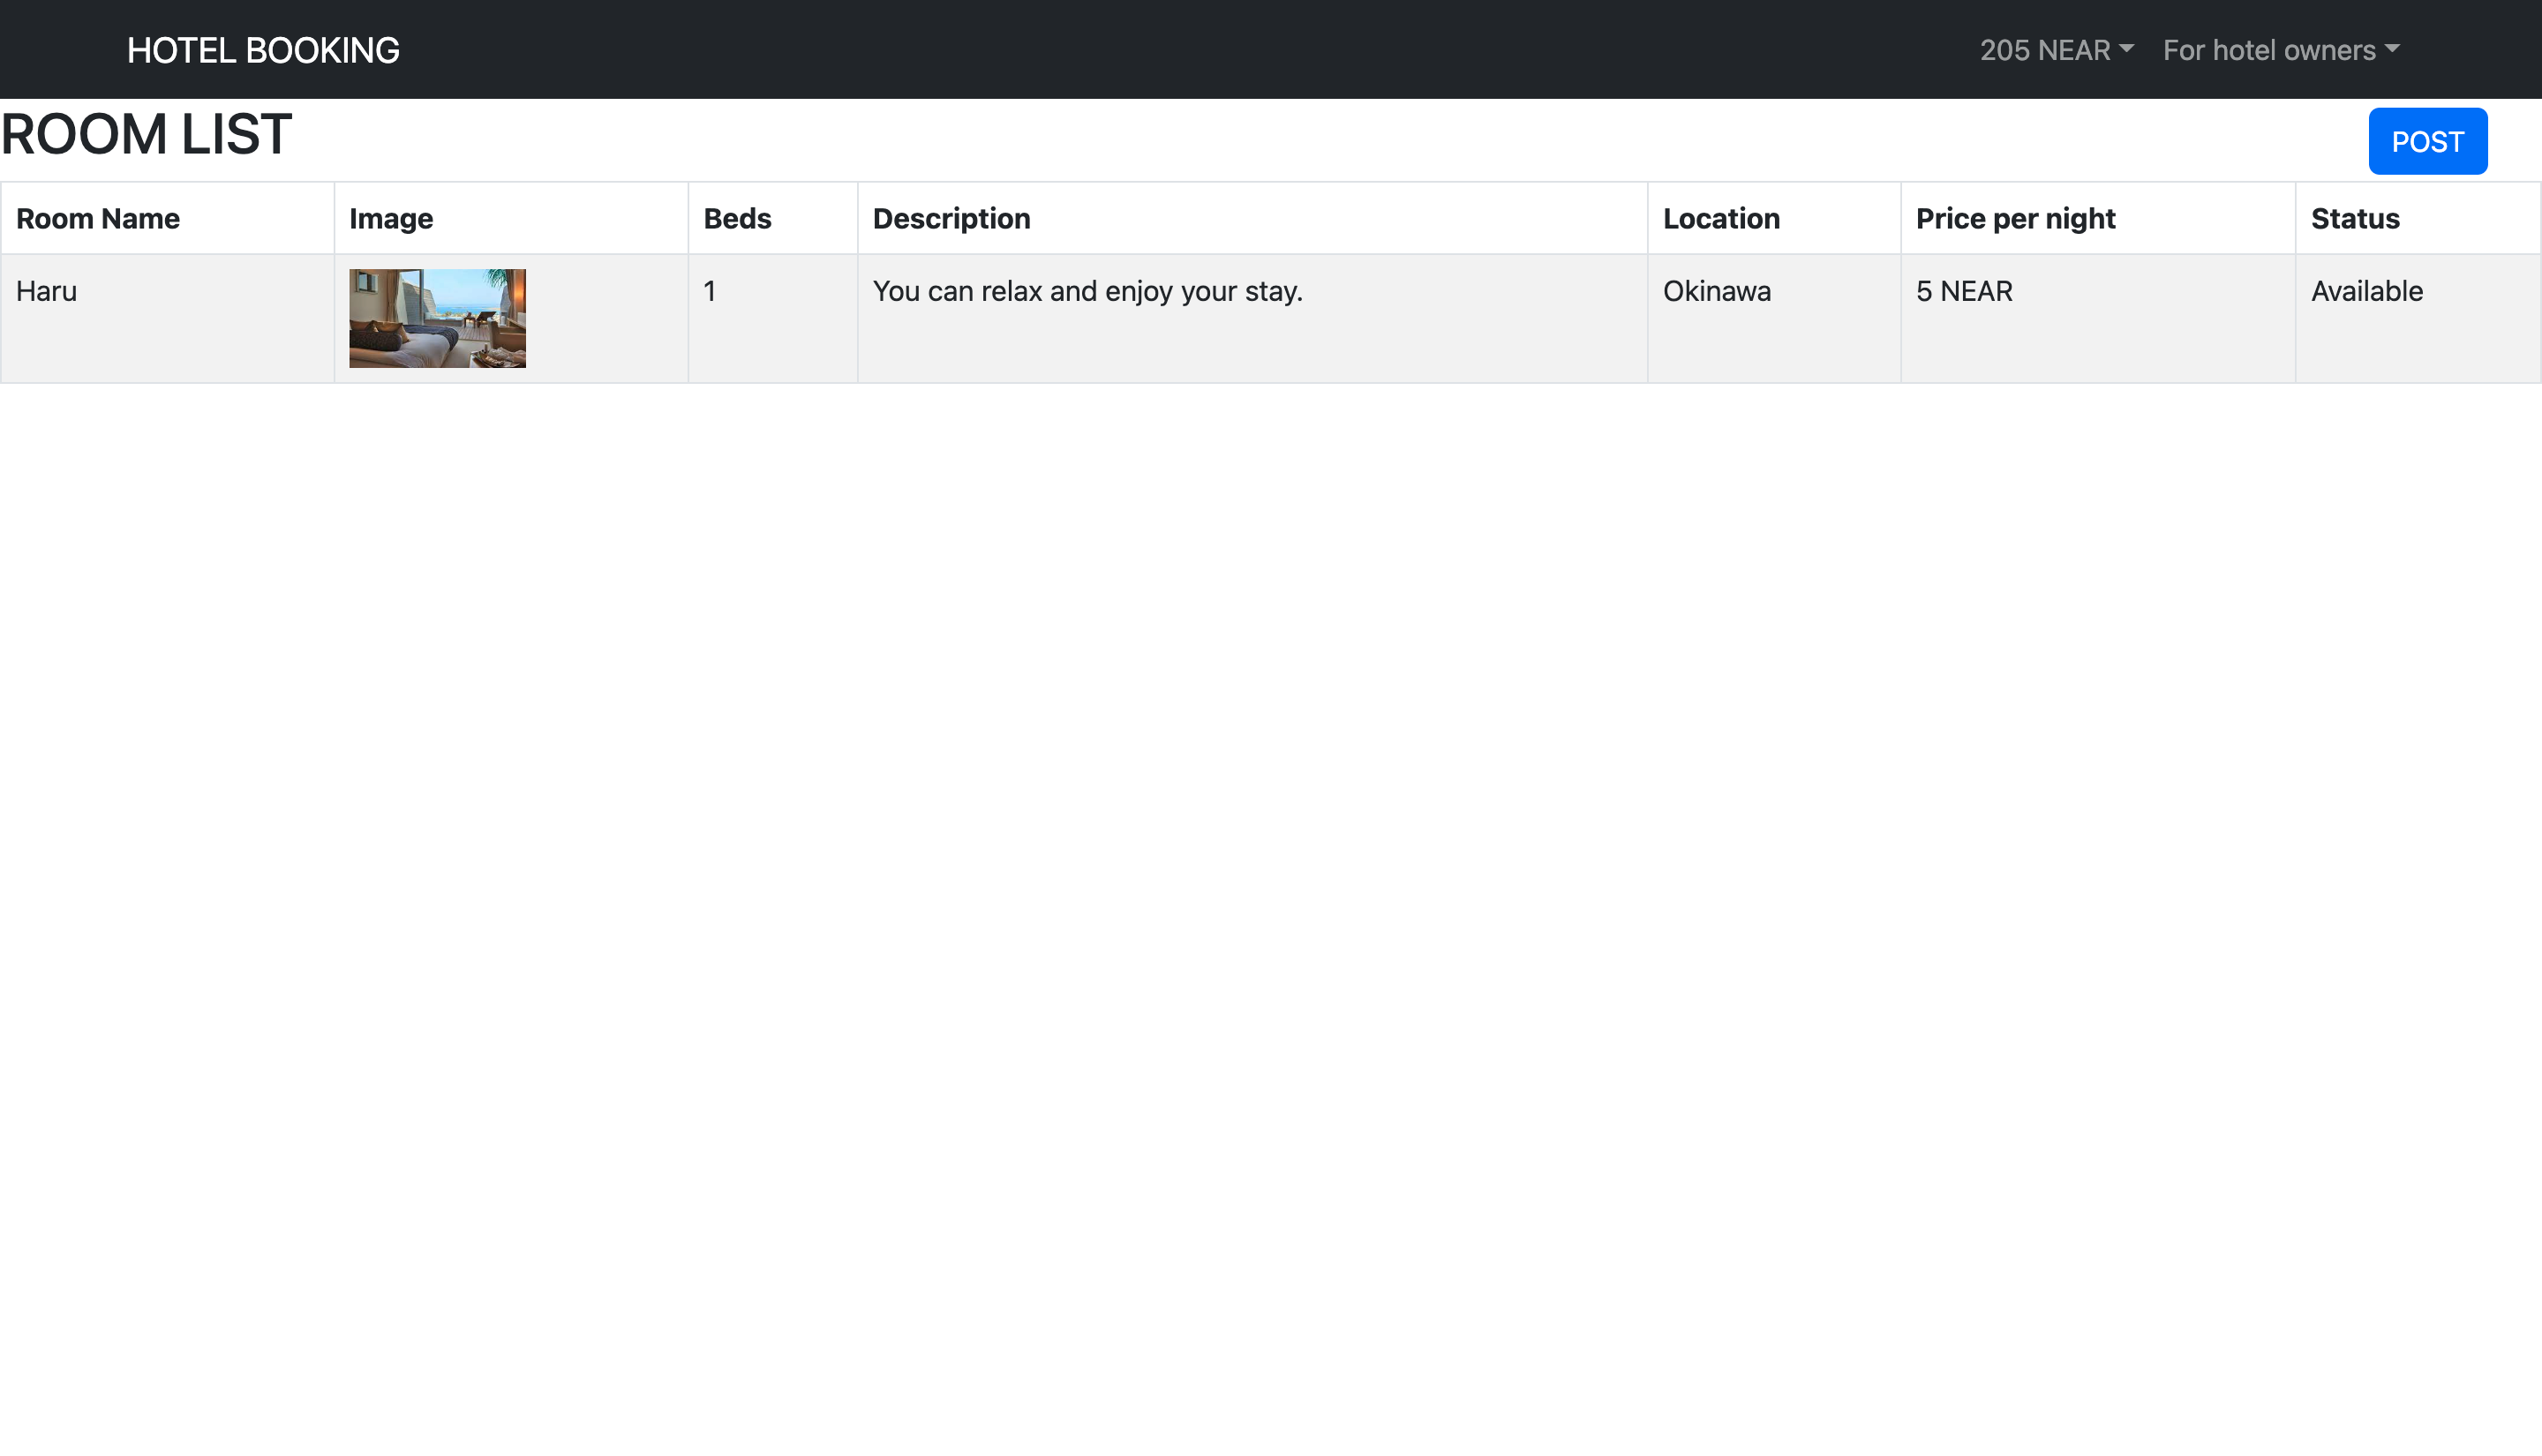 HOTEL BOOKING 205 NEAR For hotel owners
ROOM LIST POST
Room Name Image Beds Description Location Price per night Status
Haru 1 You can relax and enjoy your stay. Okinawa 5 NEAR Available